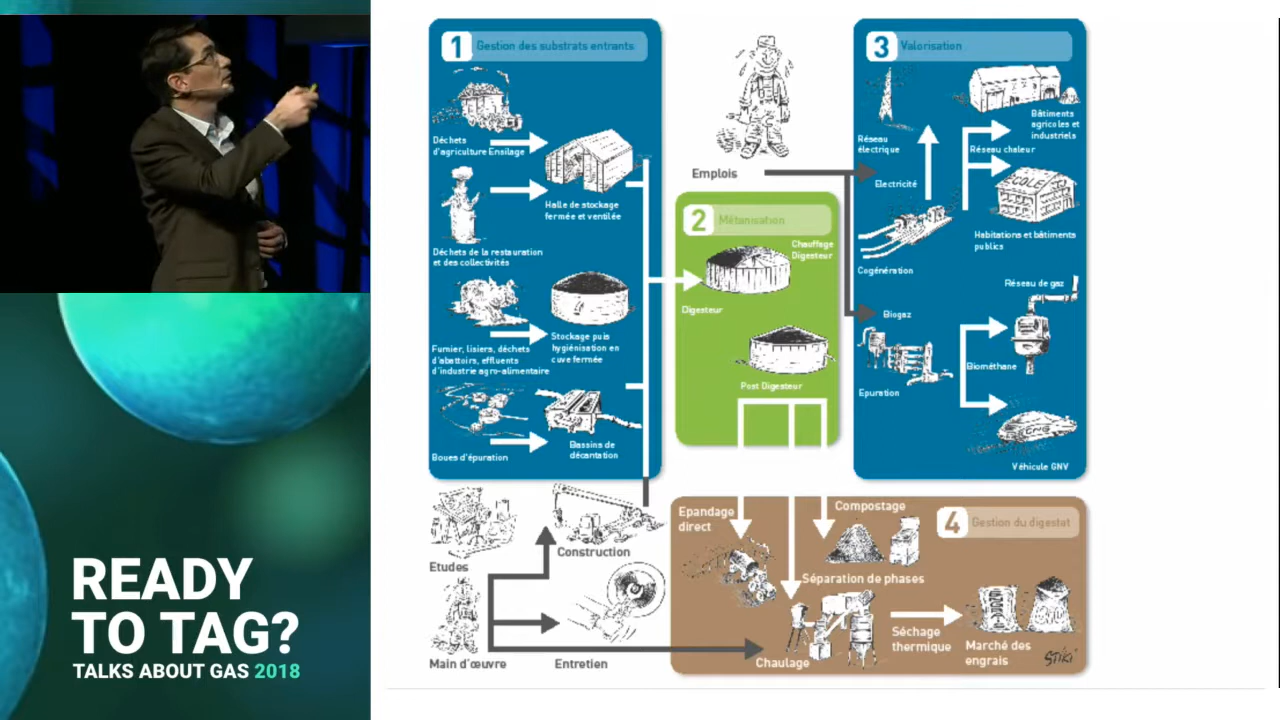 1
Gestion des substrats entrants
Déchets
d'agriculture Ensilage
Halle de stockage
fermée et ventilée
Déchets de la restauration
et des collectivités
Fumier, lisiers, déchets
d'abattoirs, effluents
d'industrie agro-alimentaire
Stockage puis
hygiénisation en
cuve fermée
Boues d'épuration
Bassins de
décantation
Emplois
2
Métanisation
Chauffage
Digesteur
Digesteur
Post Digesteur
3
Valorisation
Réseau
électrique
Bâtiments
agricoles et
industriels
Réseau chaleur
Electricité
ECOLE
Habitations et bâtiments
publics
Cogénération
Réseau de gaz
Biogaz
Biométhane
Epuration
CNG
Véhicule GNV
Etudes
Construction
Main d'œuvre
Entretien
4
Gestion du digestat
Epandage
direct
Compostage
Séparation de phases
Chaulage
Séchage
thermique
Marché des
engrais
STiKi
READY
TO TAG?
TALKS ABOUT GAS 2018